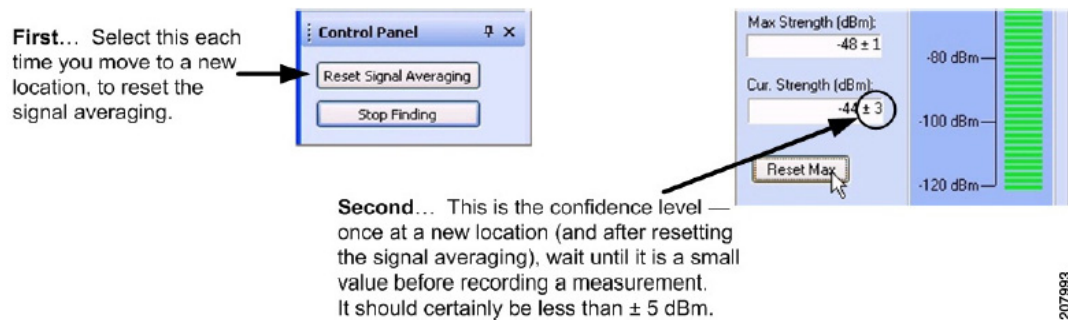 First... Select this each
time you move to a new
location, to reset the
signal averaging.
Control Panel
Reset Signal Averaging
Stop Finding
Max Strength (dBm):
-48 ± 1
Cur. Strength (dBm):
-44 ± 3
Reset Max
-80 dBm
-100 dBm
-120 dBm
Second... This is the confidence level —
once at a new location (and after resetting
the signal averaging), wait until it is a small
value before recording a measurement.
It should certainly be less than ± 5 dBm.
207993